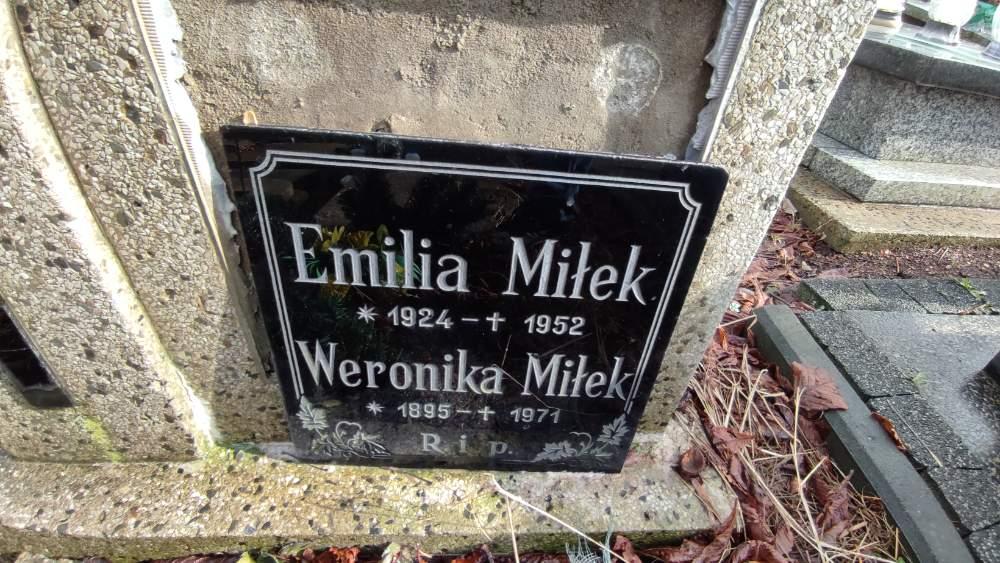 Emilia Miłek
* 1924 – ✝ 1952
Weronika Miłek
* 1895 – ✝ 1971
R i p.